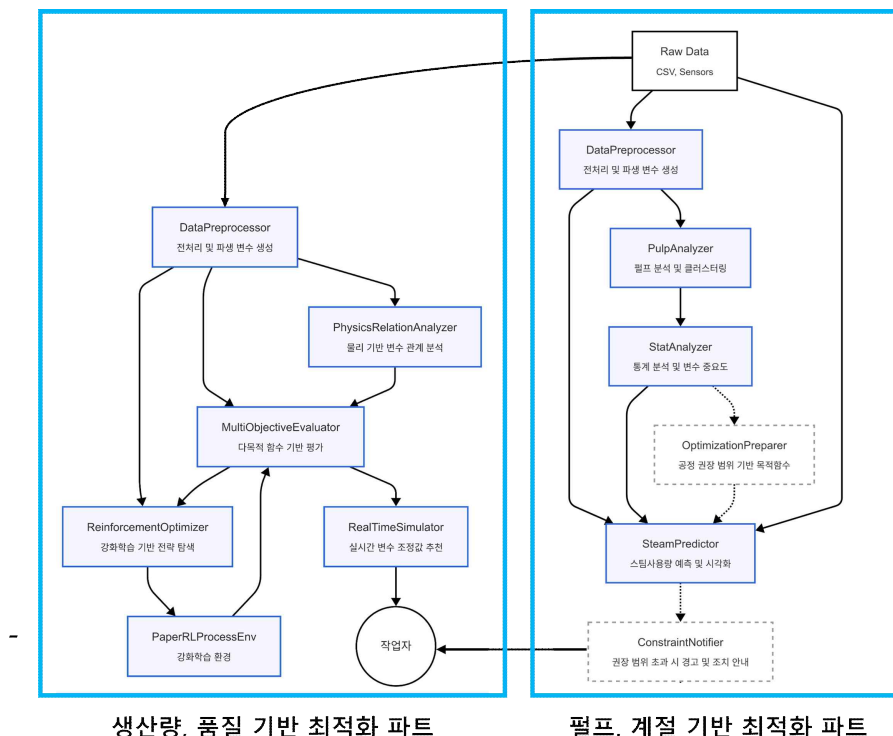 Raw Data
CSV, Sensors
DataPreprocessor
전처리 및 파생 변수 생성
PhysicsRelationAnalyzer
물리 기반 변수 관계 분석
MultiObjectiveEvaluator
다목적 함수 기반 평가
ReinforcementOptimizer
강화학습 기반 전략 탐색
RealTimeSimulator
실시간 변수 조정값 추천
PaperRLProcessEnv
강화학습 환경
작업자
생산량, 품질 기반 최적화 파트
DataPreprocessor
전처리 및 파생 변수 생성
PulpAnalyzer
펄프 분석 및 클러스터링
StatAnalyzer
통계 분석 및 변수 중요도
OptimizationPreparer
공정 권장 범위 기반 목적함수
SteamPredictor
스팀사용량 예측 및 시각화
ConstraintNotifier
권장 범위 초과 시 경고 및 조치 안내
펄프, 계절 기반 최적화 파트
-